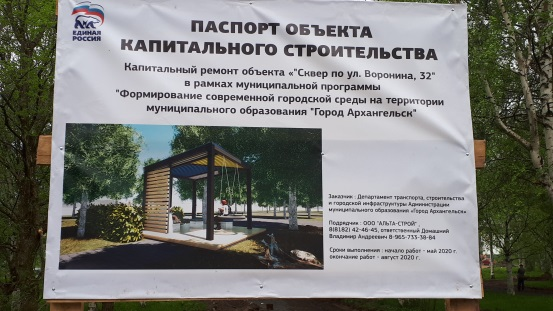 ЕДИНАЯ
РОССИЯ
ПАСПОРТ ОБЪЕКТА
КАПИТАЛЬНОГО СТРОИТЕЛЬСТВА
Капитальный ремонт объекта «"Сквер по ул. Воронина, 32"
в рамках муниципальной программы
"Формирование современной городской среды на территории
муниципального образования "Город Архангельск"
Заказчик : Департамент транспорта, строительства
и городской инфраструктуры Администрации
муниципального образования «Город Архангельск».
Подрядчик : ООО "АЛЬТА-СТРОЙ"
8(8182) 42-46-45, ответственный Домашний
Владимир Андреевич 8-965-733-38-84
Сроки выполнения : начало работ - май 2020 г.
окончание работ - август 2020 г.